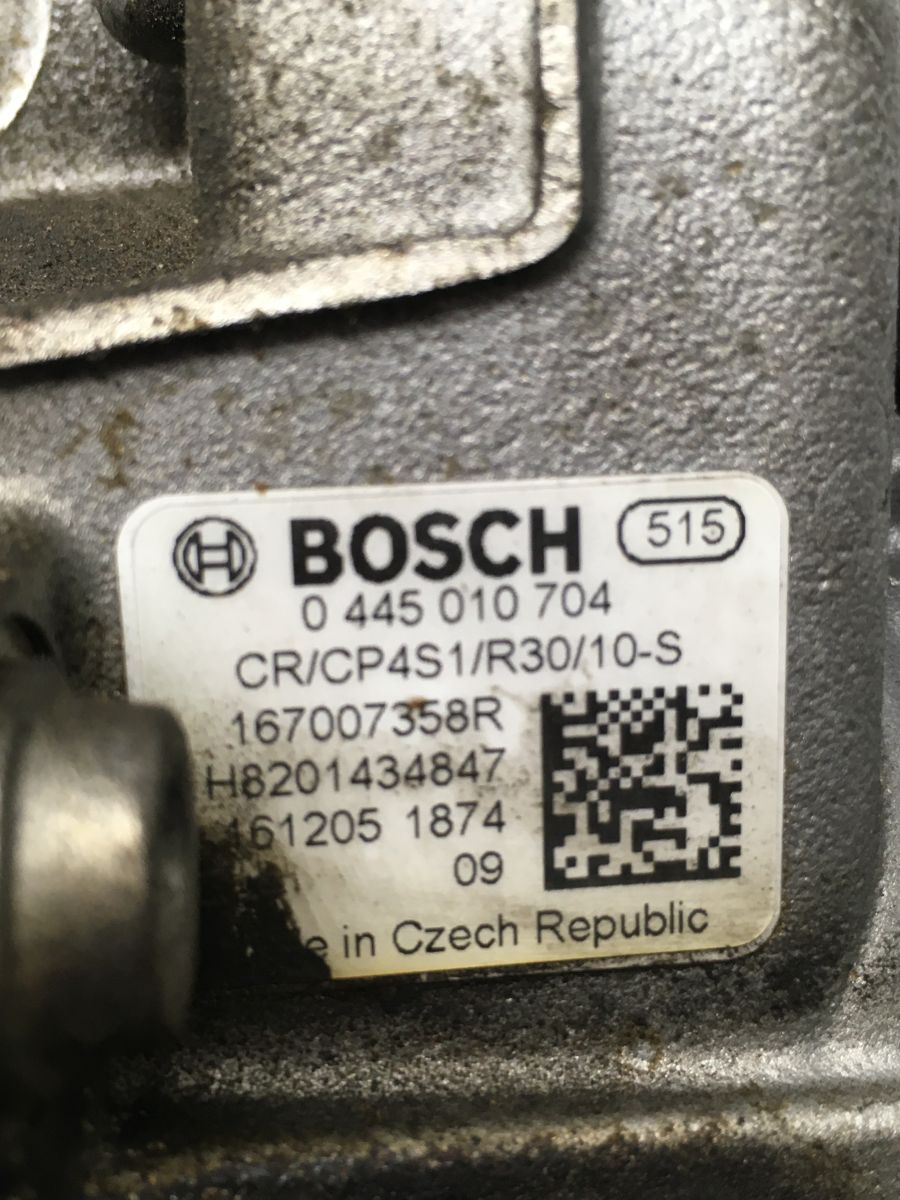 BOSCH 515
0 445 010 704
CR/CP4S1/R30/10-S
167007358R
H8201434847
161205 1874
09
in Czech Republic